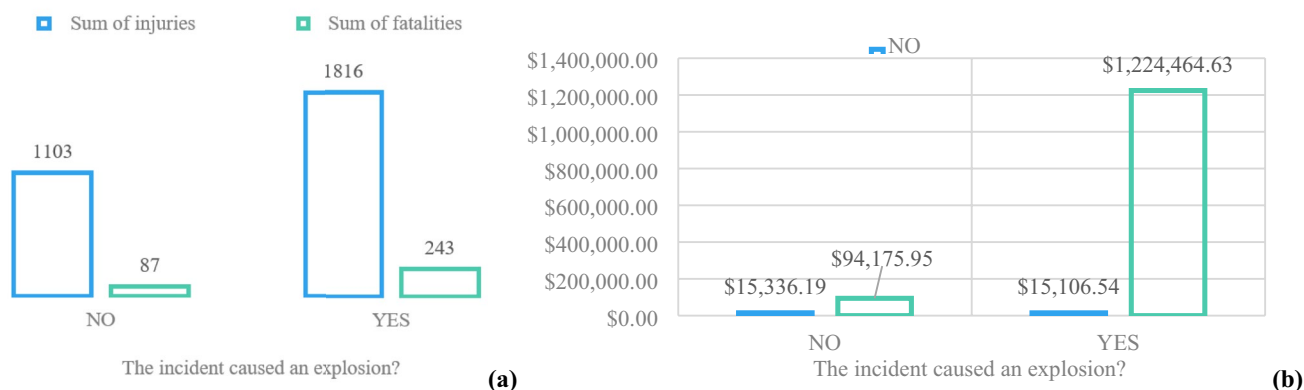 Sum of injuries
Sum of fatalities
1816
1103
243
87
NO
YES
The incident caused an explosion?
(a)
NO
$1,400,000.00
$1,200,000.00
$1,000,000.00
$800,000.00
$600,000.00
$400,000.00
$200,000.00
$0.00
$1,224,464.63
$94,175.95
$15,336.19
$15,106.54
NO
YES
The incident caused an explosion?
(b)